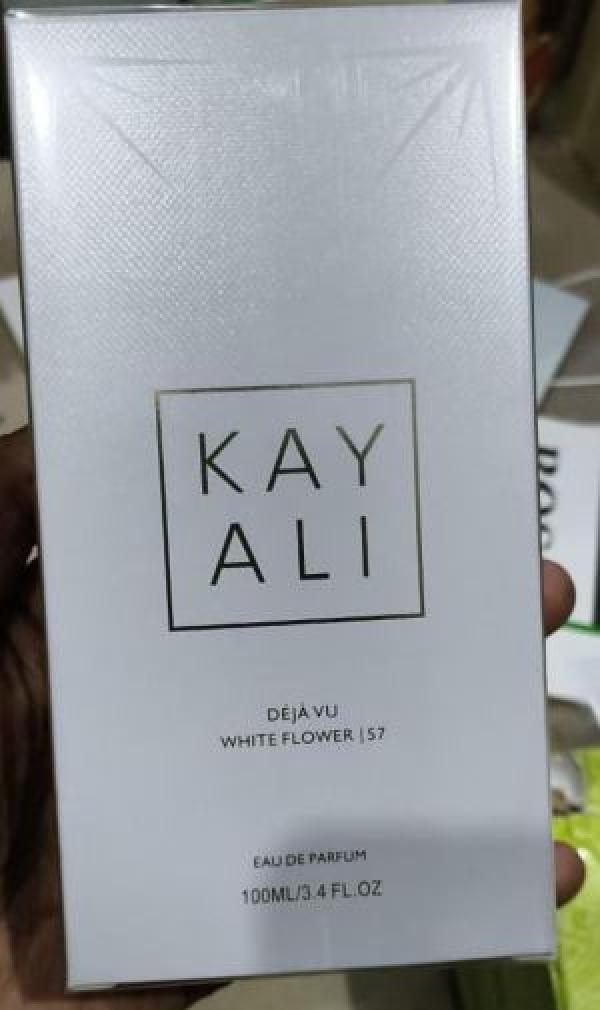 KAY
ALI
DÉJÀ VU
WHITE FLOWER | 57
EAU DE PARFUM
100ML/3.4 FL.OZ